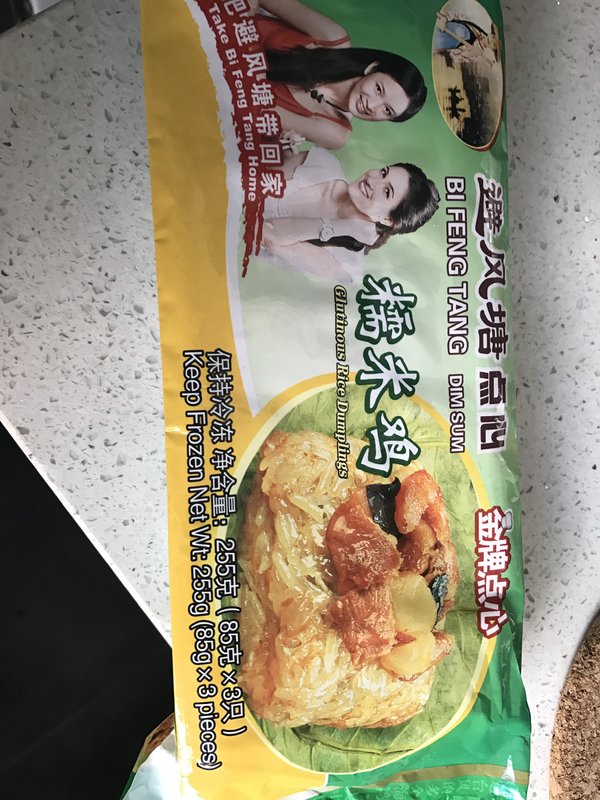 避风塘点心
BI FENG TANG DIM SUM
金牌点心
把避风塘带回家
Take Bi Feng Tang Home
糯米鸡
Glutinous Rice Dumplings
保持冷冻 净含量: 255克 ( 85克×3只 )
Keep Frozen Net Wt: 255g (85g×3 pieces)